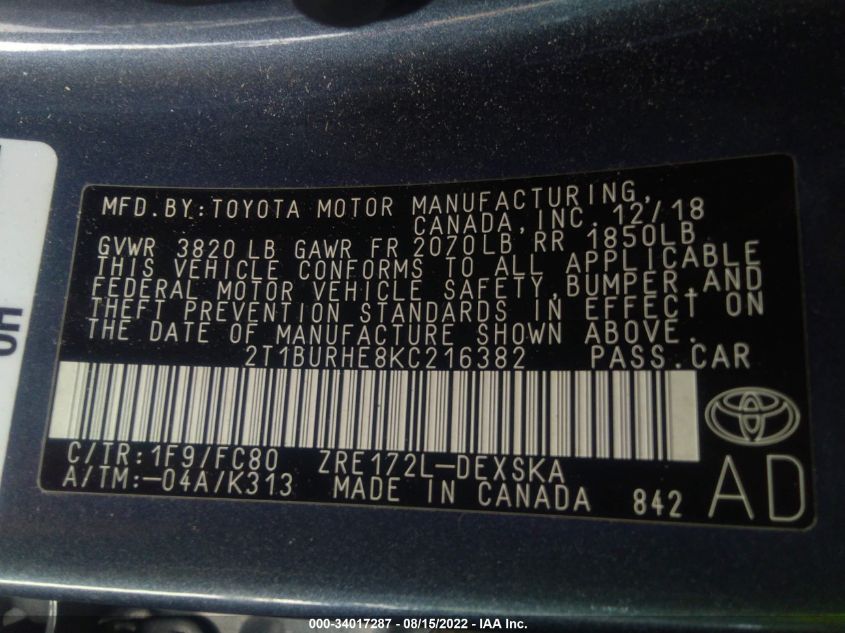 MFD.BY:TOYOTA MOTOR MANUFACTURING,
CANADA,INC. 12/18
GVWR 3820 LB GAWR FR 2070LB RR 1850LB
THIS VEHICLE CONFORMS TO ALL APPLICABLE
FEDERAL MOTOR VEHICLE SAFETY,BUMPER,AND
THEFT PREVENTION STANDARDS IN EFFECT ON
THE DATE OF MANUFACTURE SHOWN ABOVE.
2T1BURHE8KC216382 PASS.CAR
C/TR:1F9/FC80 ZRE172L-DEXSKA
A/TM:-04A/K313 MADE IN CANADA 842
AD
000-34017287 - 08/15/2022 - IAA Inc.